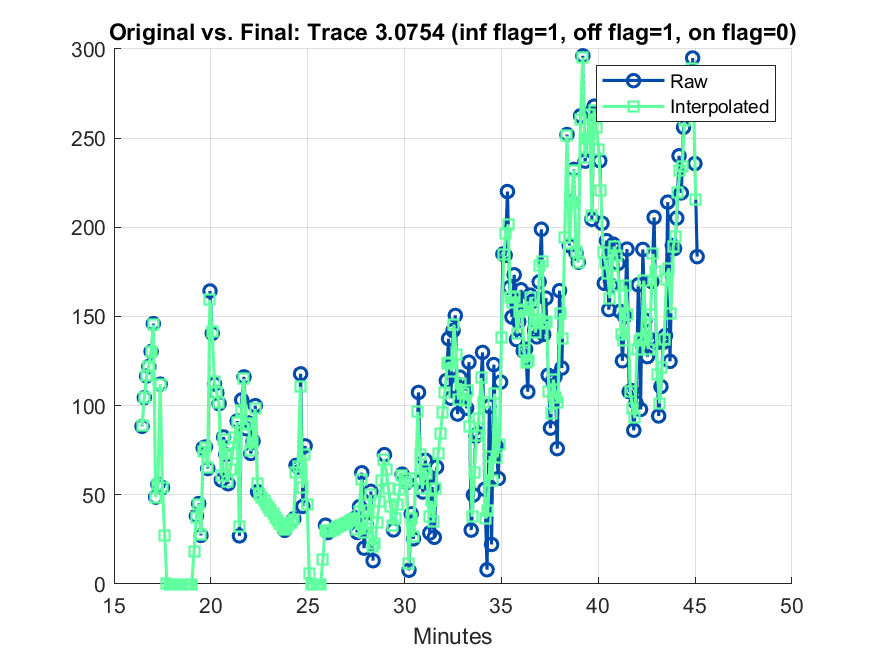 Original vs. Final: Trace 3.0754 (inf flag=1, off flag=1, on flag=0)
300
250
200
150
100
50
0
Raw
Interpolated
15 20 25 30 35 40 45 50
Minutes